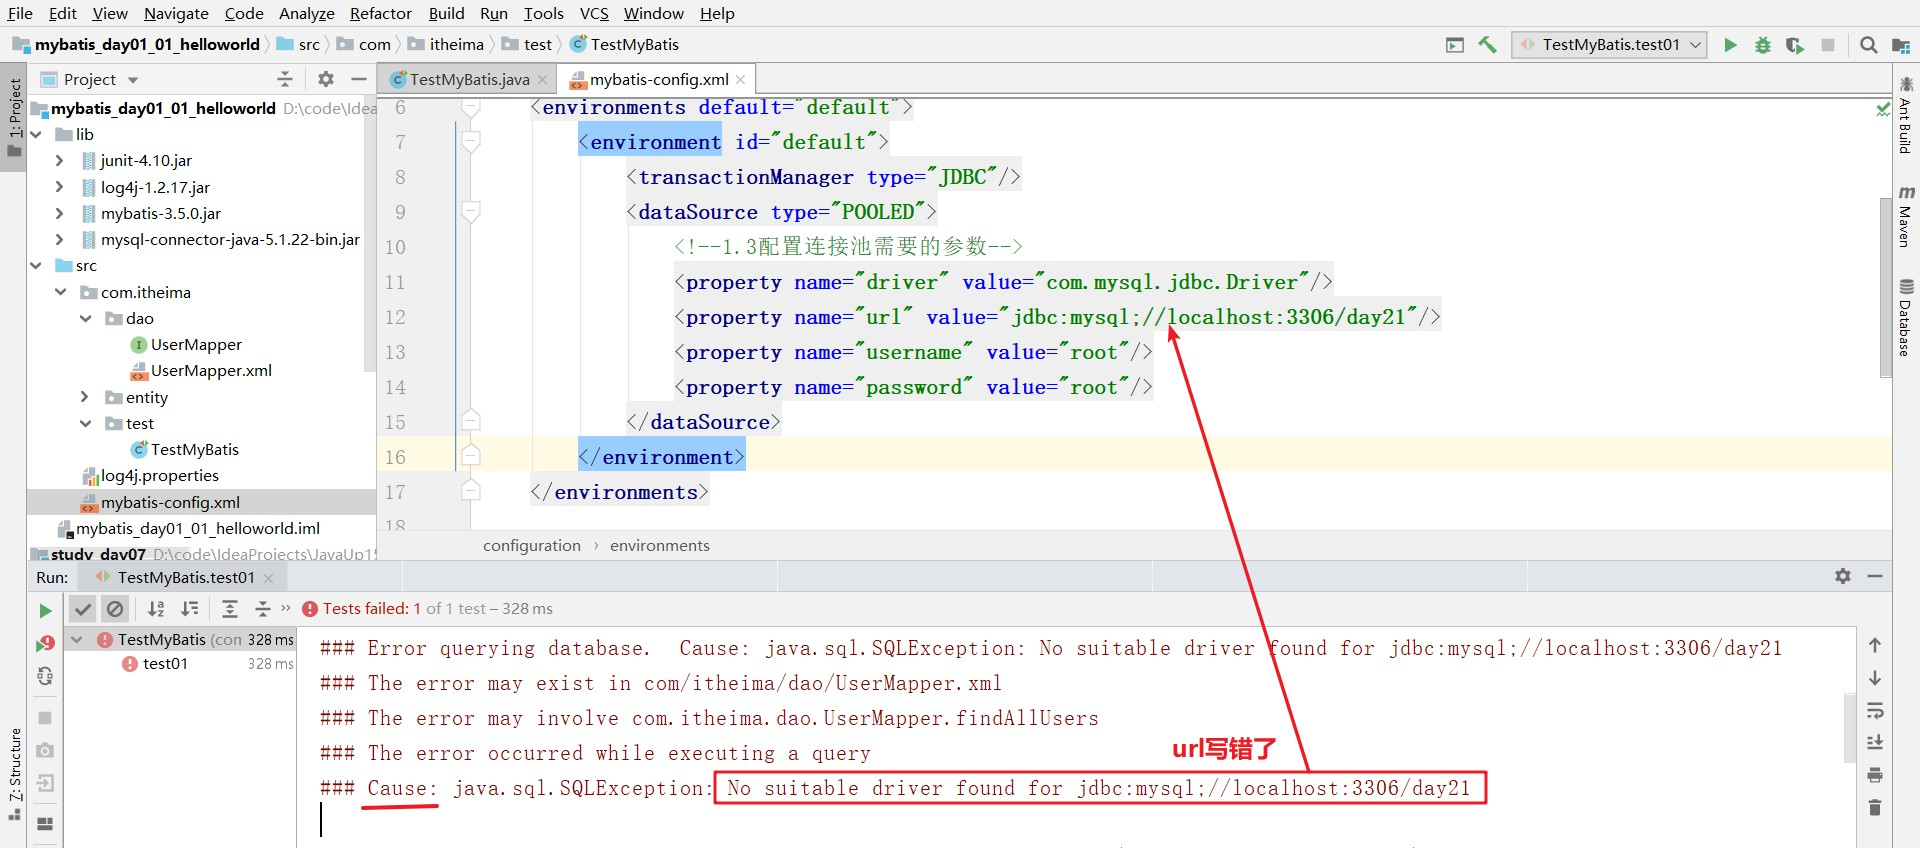 File Edit View Navigate Code Analyze Refactor Build Run Tools VCS Window Help
mybatis_day01_01_helloworld src com itheima test TestMyBatis
TestMyBatis.test01
Project
TestMyBatis.java
mybatis-config.xml
1: Project
mybatis_day01_01_helloworld D:\code\Idea
lib
junit-4.10.jar
log4j-1.2.17.jar
mybatis-3.5.0.jar
mysql-connector-java-5.1.22-bin.jar
src
com.itheima
dao
UserMapper
UserMapper.xml
entity
test
TestMyBatis
log4j.properties
mybatis-config.xml
mybatis_day01_01_helloworld.iml
study_day07 D:\code\IdeaProjects\JavaUp15
6 <environments default="default">
7 <environment id="default">
8 <transactionManager type="JDBC"/>
9 <dataSource type="POOLED">
10 <!--1.3配置连接池需要的参数-->
11 <property name="driver" value="com.mysql.jdbc.Driver"/>
12 <property name="url" value="jdbc:mysql;//localhost:3306/day21"/>
13 <property name="username" value="root"/>
14 <property name="password" value="root"/>
15 </dataSource>
16 </environment>
17 </environments>
18
configuration › environments
Ant Build
Maven
Database
Run: TestMyBatis.test01
Tests failed: 1 of 1 test – 328 ms
TestMyBatis (con 328 ms
test01 328 ms
### Error querying database.  Cause: java.sql.SQLException: No suitable driver found for jdbc:mysql;//localhost:3306/day21
### The error may exist in com/itheima/dao/UserMapper.xml
### The error may involve com.itheima.dao.UserMapper.findAllUsers
### The error occurred while executing a query
url写错了
### Cause: java.sql.SQLException: No suitable driver found for jdbc:mysql;//localhost:3306/day21
7: Structure